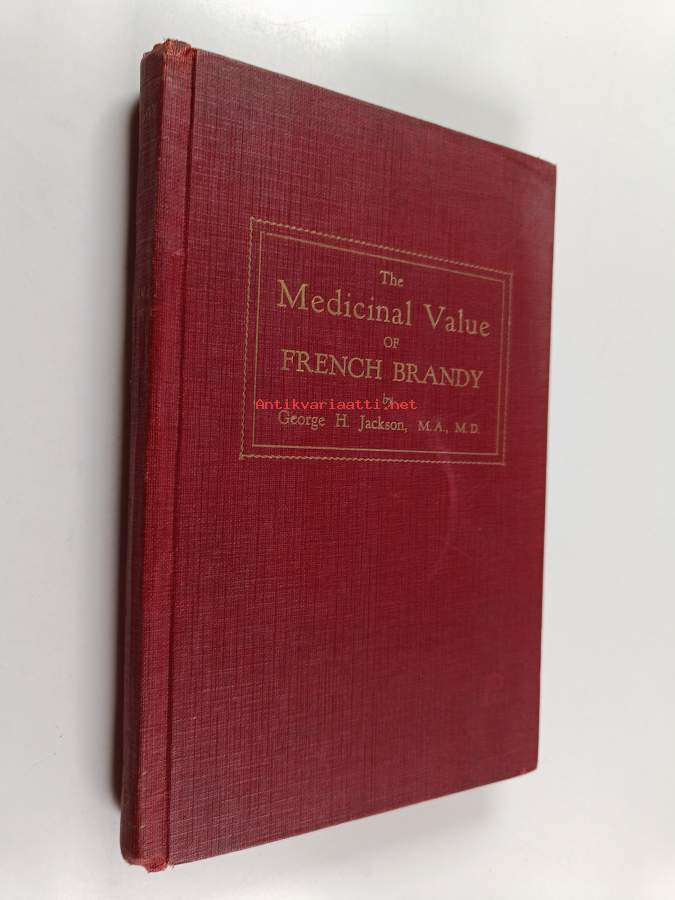 The
Medicinal Value
OF
FRENCH BRANDY
by
Antikvariaatti.net
George H. Jackson, M.A., M.D.